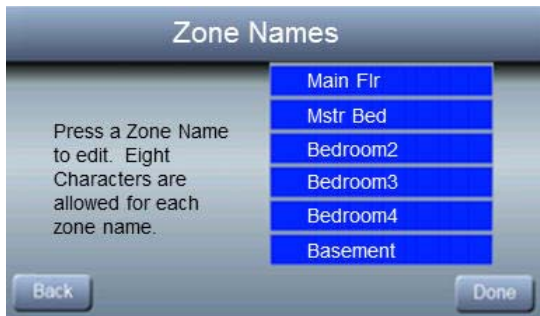 Zone Names
Press a Zone Name
to edit. Eight
Characters are
allowed for each
zone name.
Main Flr
Mstr Bed
Bedroom2
Bedroom3
Bedroom4
Basement
Back
Done